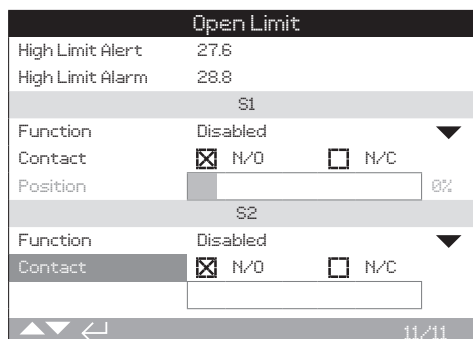 Open Limit
High Limit Alert 27.6
High Limit Alarm 28.8
S1
Function Disabled
Contact N/O N/C
Position 0%
S2
Function Disabled
Contact N/O N/C
11/11